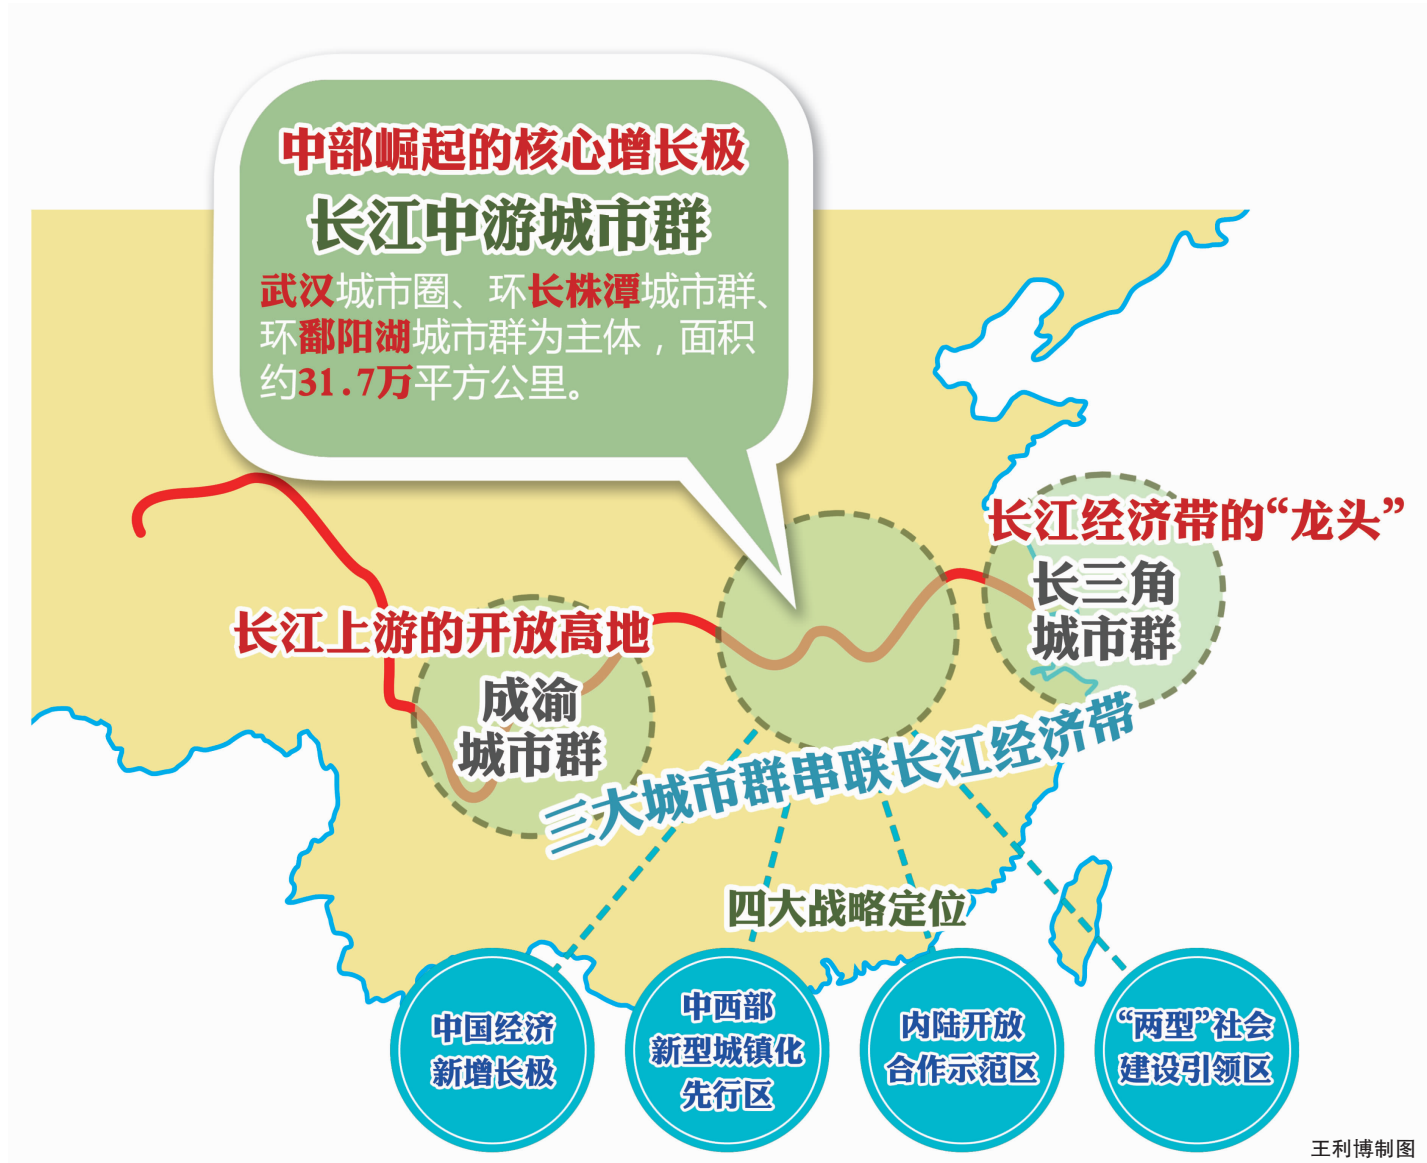 中部崛起的核心增长极
长江中游城市群
武汉城市圈、环长株潭城市群、
环鄱阳湖城市群为主体，面积
约31.7万平方公里。
长江经济带的“龙头”
长三角
城市群
长江上游的开放高地
成渝
城市群
三大城市群串联长江经济带
四大战略定位
中国经济
新增长极
中西部
新型城镇化
先行区
内陆开放
合作示范区
“两型”社会
建设引领区
王利博制图